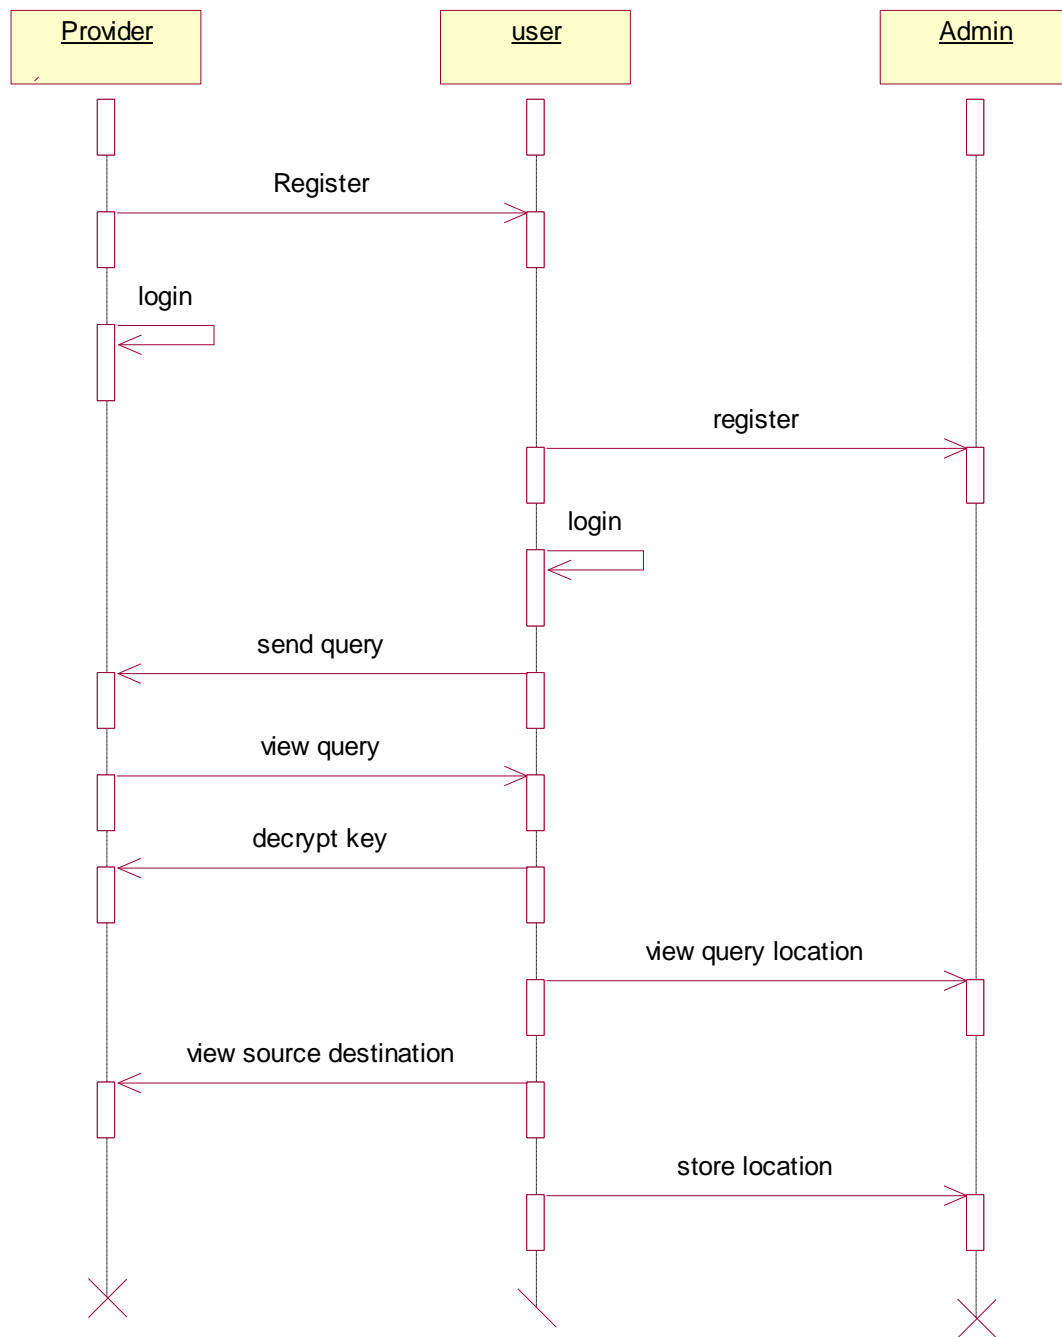 Provider
user
Admin
Register
login
register
login
send query
view query
decrypt key
view query location
view source destination
store location